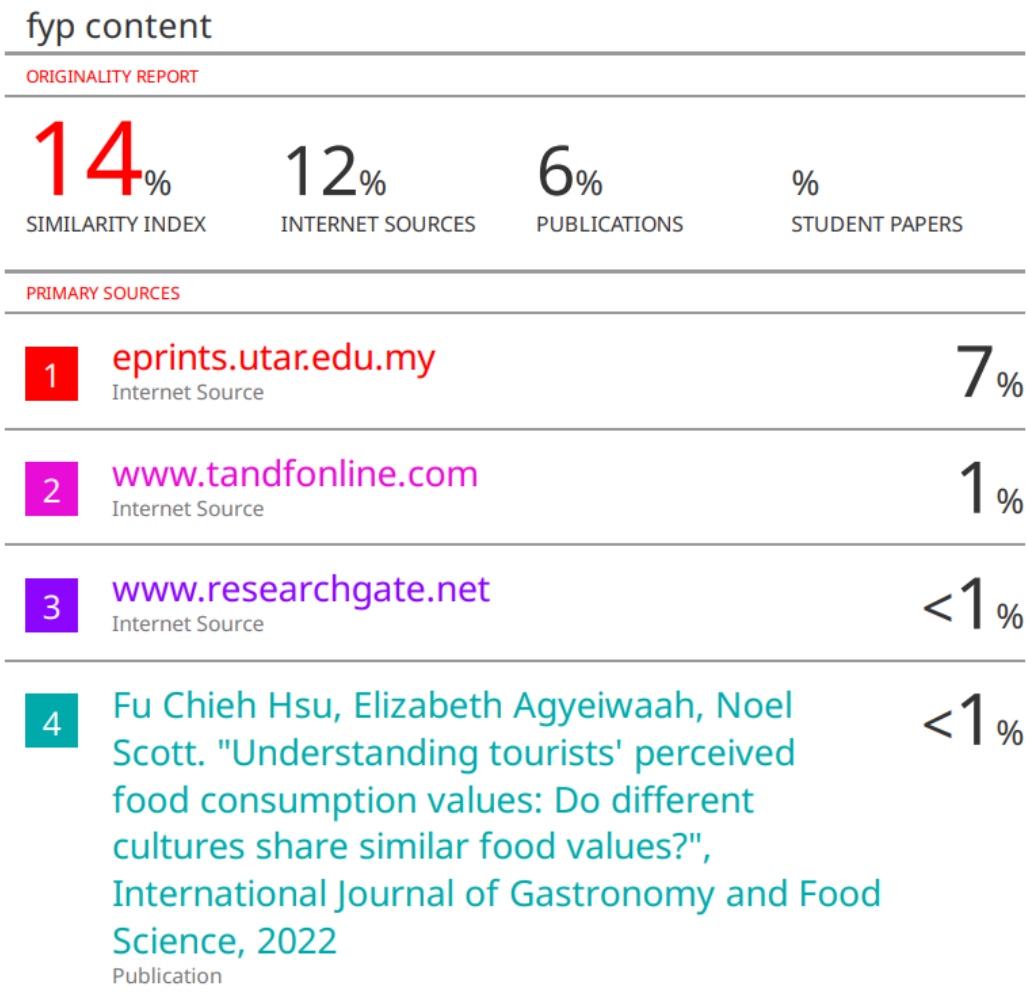 fyp content
ORIGINALITY REPORT
14% 12% 6% %
SIMILARITY INDEX INTERNET SOURCES PUBLICATIONS STUDENT PAPERS
PRIMARY SOURCES
1 eprints.utar.edu.my 7%
Internet Source
2 www.tandfonline.com 1%
Internet Source
3 www.researchgate.net <1%
Internet Source
4 Fu Chieh Hsu, Elizabeth Agyeiwaah, Noel <1%
Scott. "Understanding tourists' perceived
food consumption values: Do different
cultures share similar food values?",
International Journal of Gastronomy and Food
Science, 2022
Publication